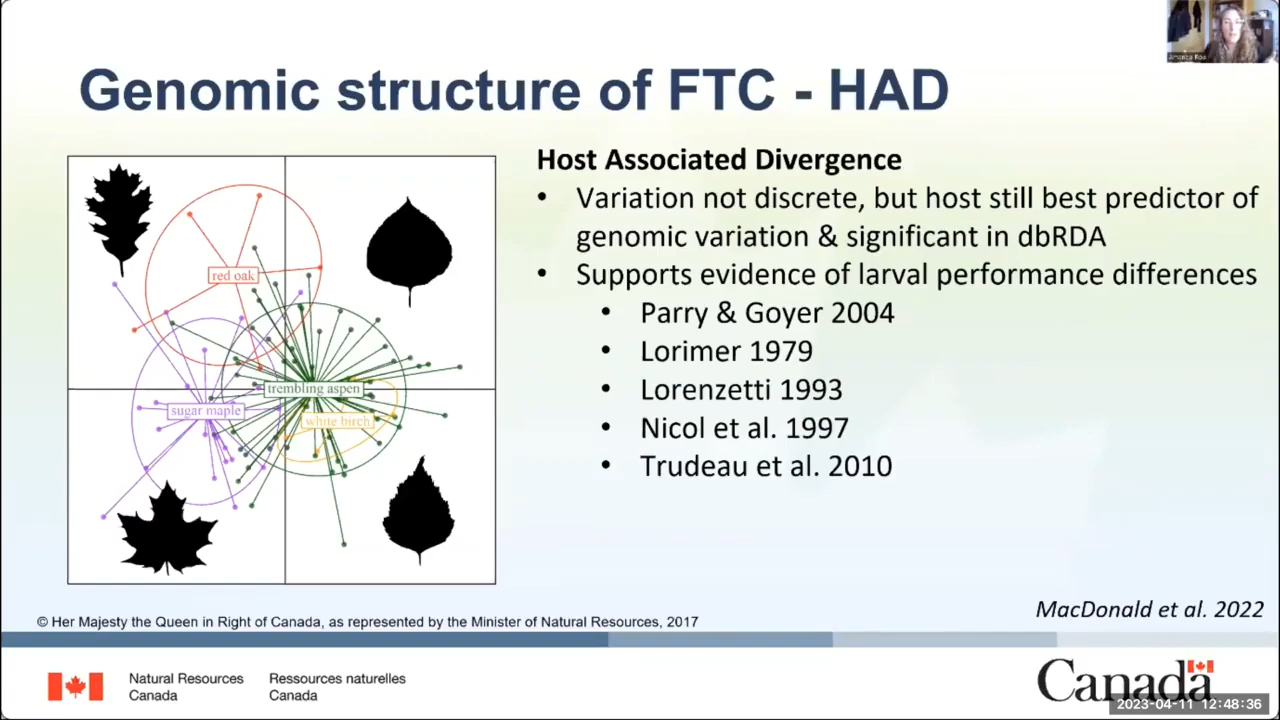 Genomic structure of FTC - HAD
red oak
trembling aspen
sugar maple
white birch
Host Associated Divergence
• Variation not discrete, but host still best predictor of
genomic variation & significant in dbRDA
• Supports evidence of larval performance differences
• Parry & Goyer 2004
• Lorimer 1979
• Lorenzetti 1993
• Nicol et al. 1997
• Trudeau et al. 2010
MacDonald et al. 2022
© Her Majesty the Queen in Right of Canada, as represented by the Minister of Natural Resources, 2017
Natural Resources
Canada
Ressources naturelles
Canada
Canada
2023-04-11 12:48:36